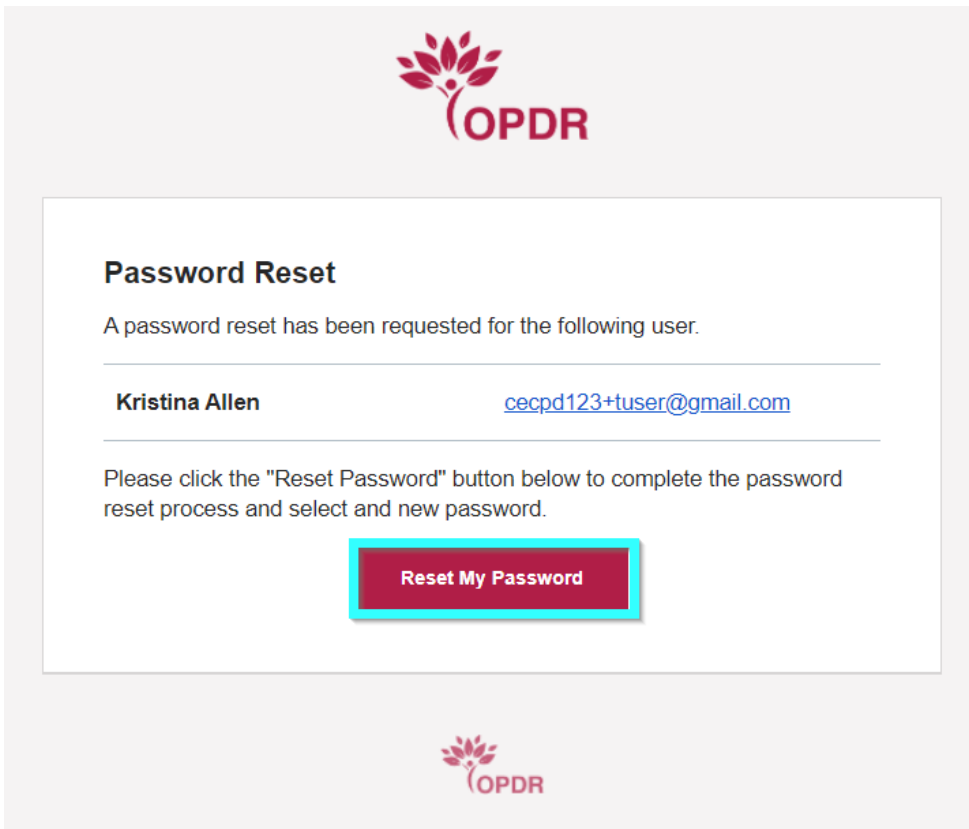 OPDR
Password Reset
A password reset has been requested for the following user.
Kristina Allen cecpd123+tuser@gmail.com
Please click the "Reset Password" button below to complete the password
reset process and select and new password.
Reset My Password
OPDR